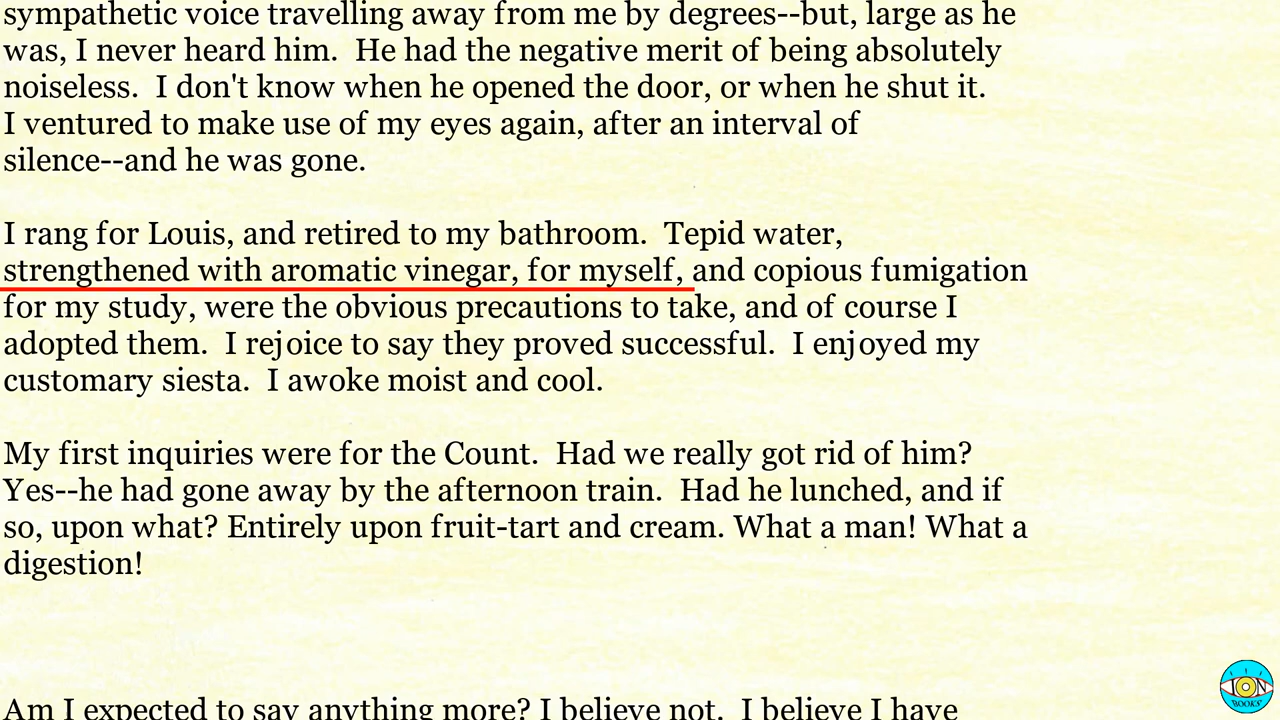 sympathetic voice travelling away from me by degrees--but, large as he
was, I never heard him.  He had the negative merit of being absolutely
noiseless.  I don't know when he opened the door, or when he shut it.
I ventured to make use of my eyes again, after an interval of
silence--and he was gone.

I rang for Louis, and retired to my bathroom.  Tepid water,
strengthened with aromatic vinegar, for myself, and copious fumigation
for my study, were the obvious precautions to take, and of course I
adopted them.  I rejoice to say they proved successful.  I enjoyed my
customary siesta.  I awoke moist and cool.

My first inquiries were for the Count.  Had we really got rid of him?
Yes--he had gone away by the afternoon train.  Had he lunched, and if
so, upon what? Entirely upon fruit-tart and cream. What a man! What a
digestion!

Am I expected to say anything more? I believe not.  I believe I have
ION
BOOKS